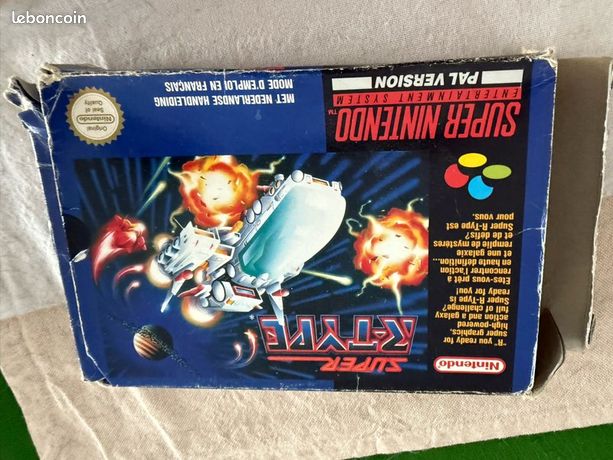 leboncoin
SUPER NINTENDO
TM
ENTERTAINMENT SYSTEM
PAL VERSION
MET NEDERLANDSE HANDLEIDING
MODE D'EMPLOI EN FRANÇAIS
Original
Nintendo
Seal of
Quality
SUPER
R-TYPE
Nintendo
"R" you ready for
super graphics,
high-powered
action and a galaxy
full of challenge?
Super R-Type is
ready for you!
Etes-vous prêt à
rencontrer l'action
en haute définition...
et une galaxie
remplie de mystères
et de défis?
Super R-Type est
pour vous.